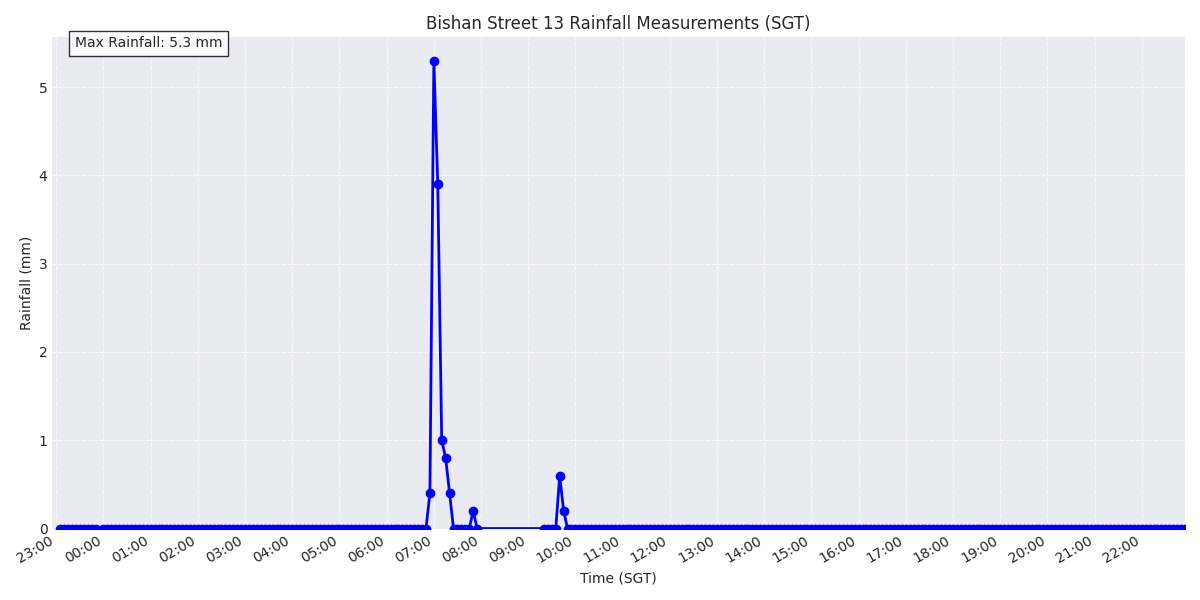 Bishan Street 13 Rainfall Measurements (SGT)
Max Rainfall: 5.3 mm
Rainfall (mm)
5
4
3
2
1
0
23:00 00:00 01:00 02:00 03:00 04:00 05:00 06:00 07:00 08:00 09:00 10:00 11:00 12:00 13:00 14:00 15:00 16:00 17:00 18:00 19:00 20:00 21:00 22:00
Time (SGT)